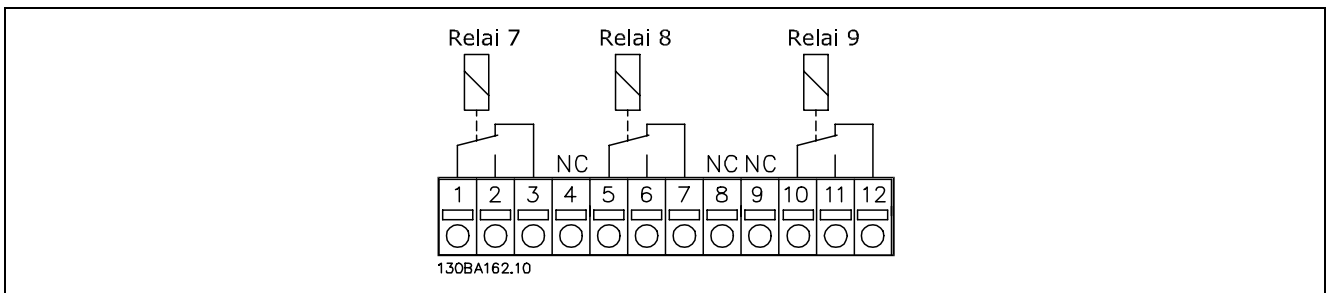 Relai 7 Relai 8 Relai 9
NC NC NC
1 2 3 4 5 6 7 8 9 10 11 12
130BA162.10